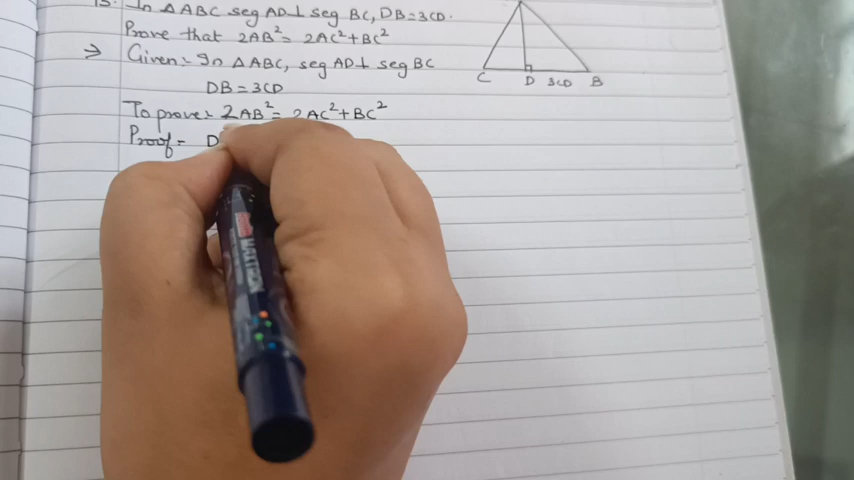 In △ABC seg AD⊥ seg BC, DB=3CD.
Prove that 2AB²= 2AC²+BC²
⇒ Given:- In △ABC, seg AD⊥ seg BC
DB=3CD
To prove:- 2AB²= 2AC²+BC²
Proof:- D
C D 3CD B